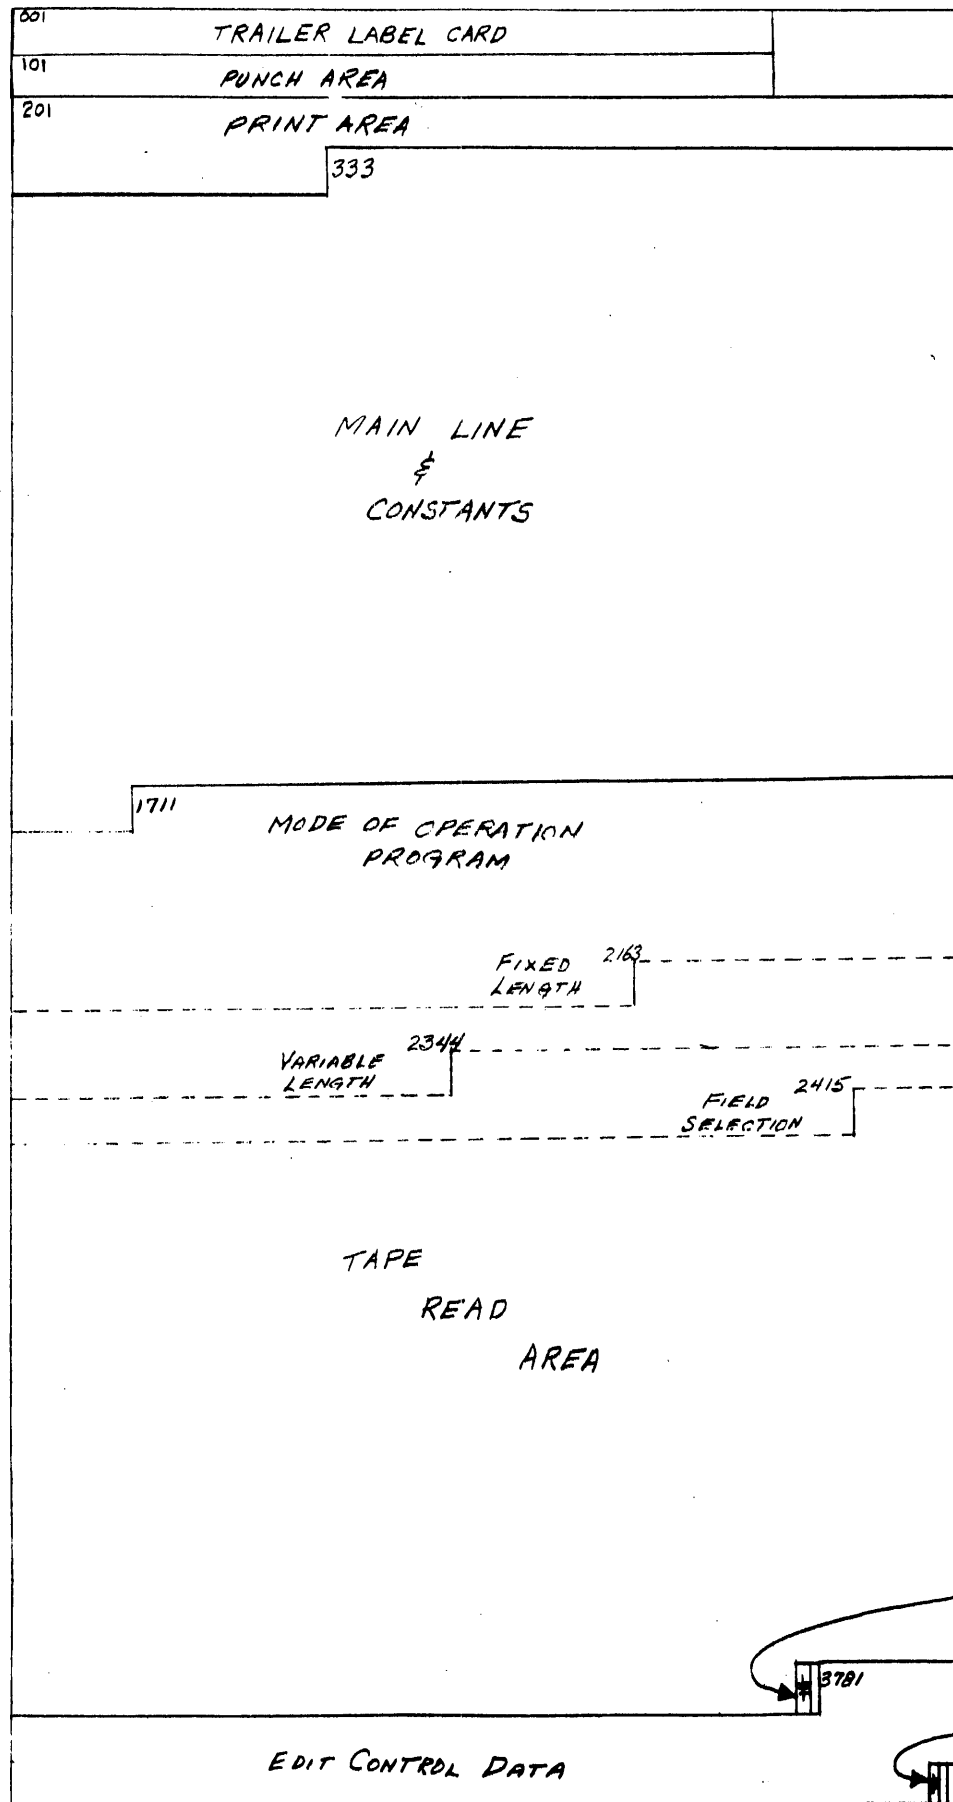 001
TRAILER LABEL CARD
101
PUNCH AREA
201
PRINT AREA
333
MAIN LINE
&
CONSTANTS
1711
MODE OF OPERATION
PROGRAM
FIXED 2163
LENGTH
VARIABLE 2344
LENGTH
FIELD 2415
SELECTION
TAPE
READ
AREA
3781
EDIT CONTROL DATA